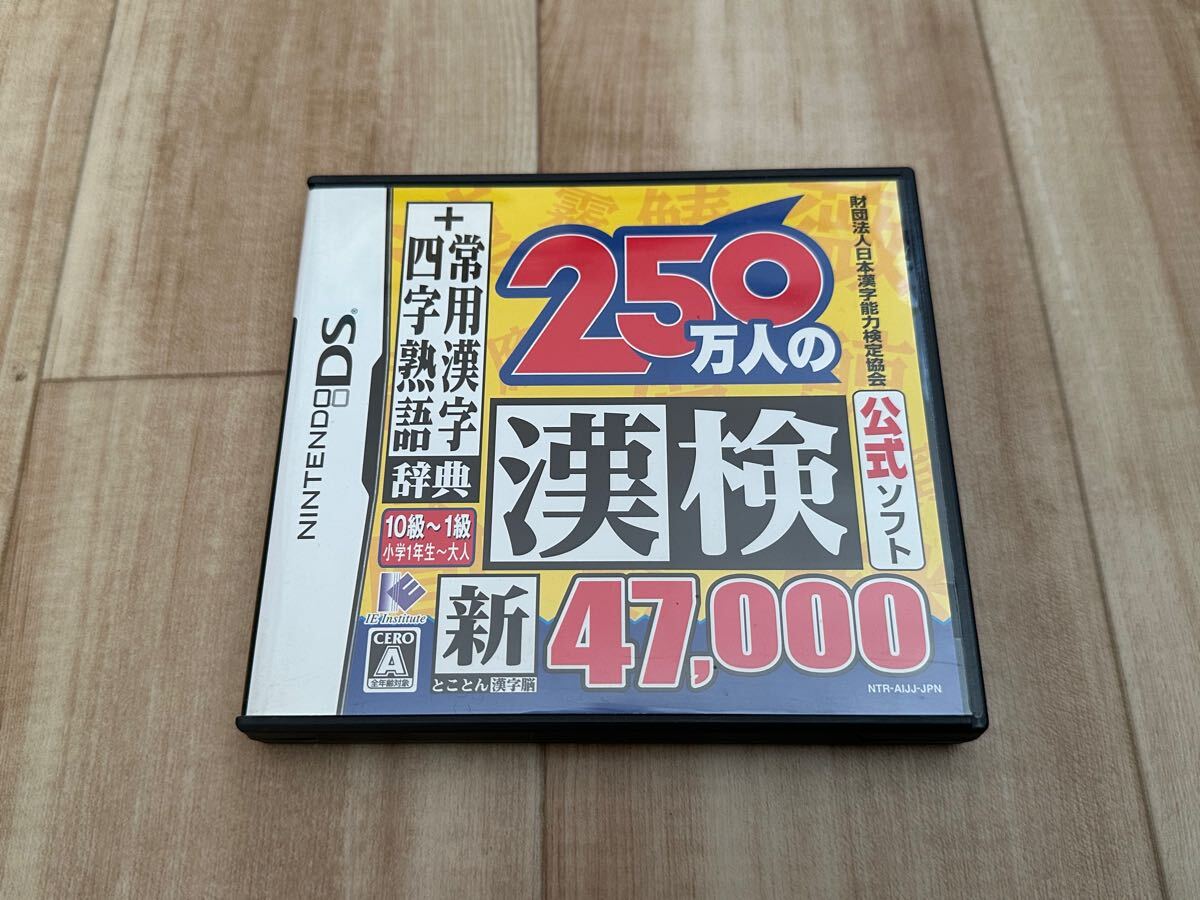 NINTENDO DS®
+常用漢字
四字熟語
辞典
10級～1級
小学1年生～大人
IE Institute
CERO
A
全年齢対象
250
万人の
漢検
財団法人日本漢字能力検定協会
公式ソフト
新
とことん漢字脳
47,000
NTR-AIJJ-JPN